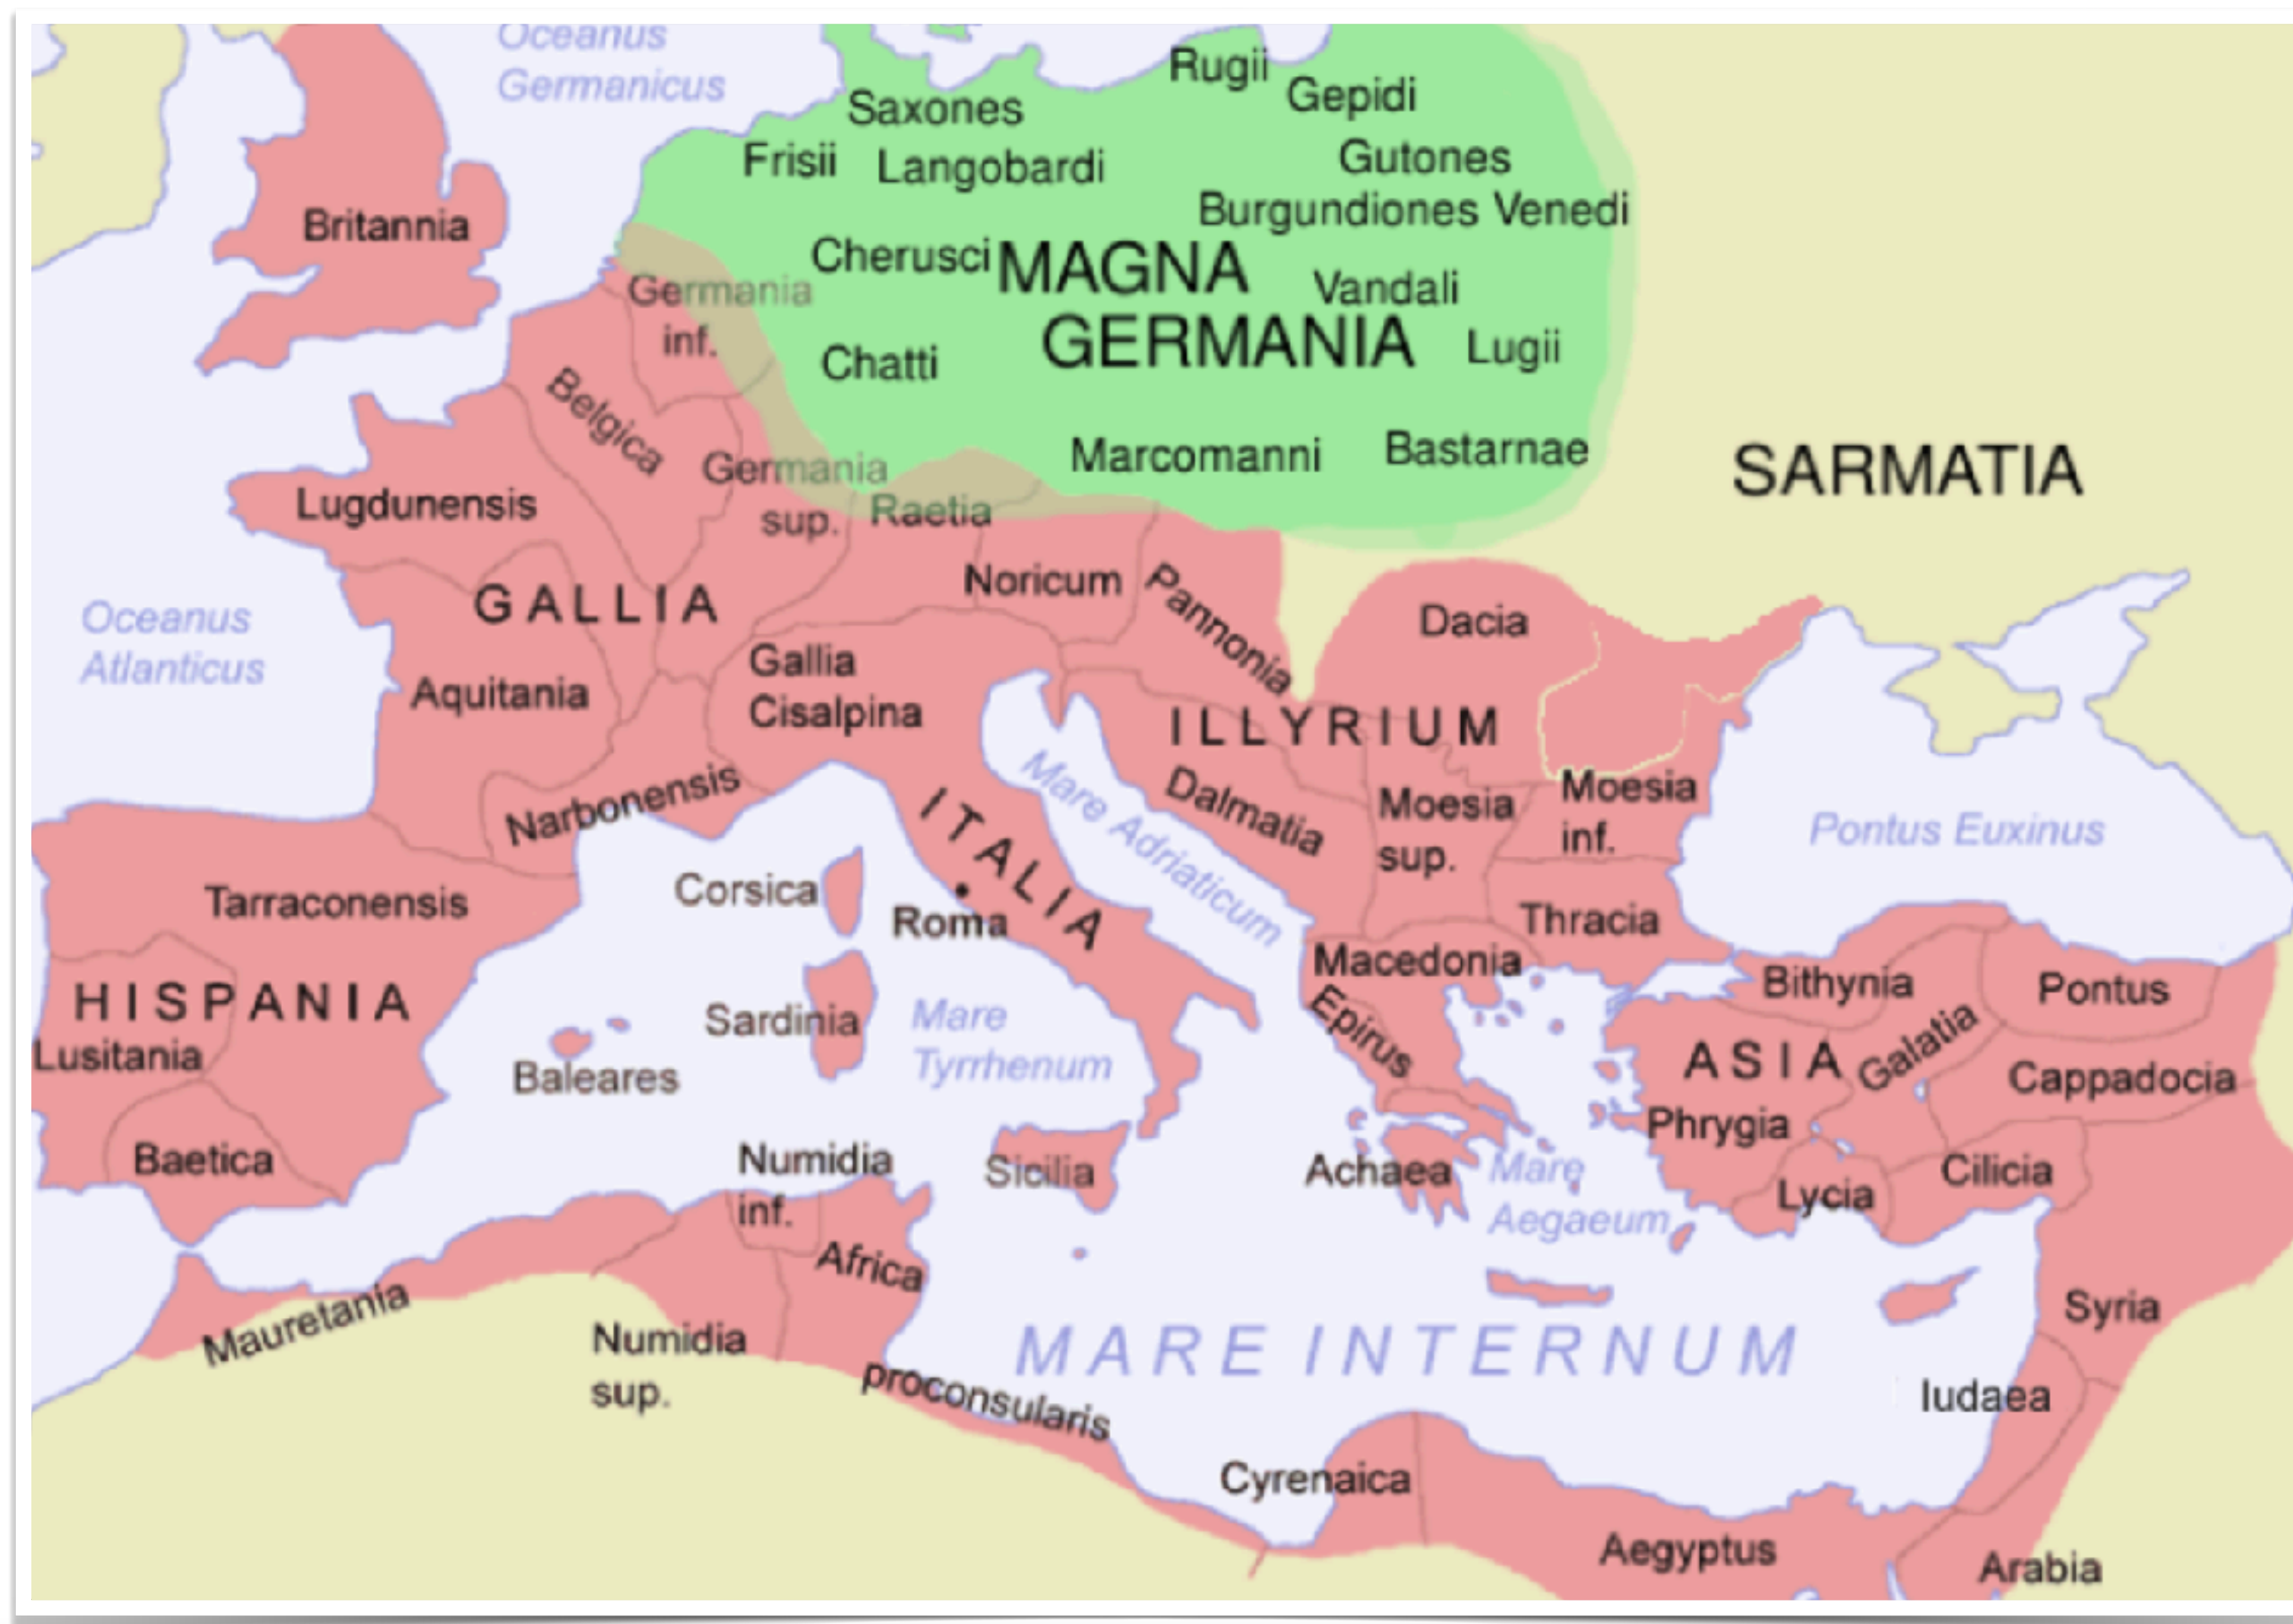 Oceanus
Germanicus
Rugii
Gepidi
Saxones
Gutones
Frisii
Langobardi
Burgundiones Venedi
Britannia
Cherusci
MAGNA
GERMANIA
Vandali
Germania
inf.
Lugii
Chatti
Belgica
Marcomanni
Bastarnae
SARMATIA
Germania
sup.
Lugdunensis
Raetia
Noricum
Pannonia
GALLIA
Dacia
Oceanus
Atlanticus
Gallia
Cisalpina
Aquitania
ILLYRIUM
Narbonensis
ITALIA
Mare Adriaticum
Dalmatia
Moesia
sup.
Moesia
inf.
Pontus Euxinus
Corsica
Roma
Tarraconensis
Thracia
Macedonia
Epirus
Bithynia
Pontus
HISPANIA
Lusitania
Sardinia
Mare
Tyrrhenum
ASIA
Galatia
Cappadocia
Baleares
Phrygia
Baetica
Numidia
inf.
Sicilia
Achaea
Mare
Aegaeum
Lycia
Cilicia
Africa
proconsularis
Mauretania
Numidia
sup.
MARE INTERNUM
Syria
Iudaea
Cyrenaica
Aegyptus
Arabia